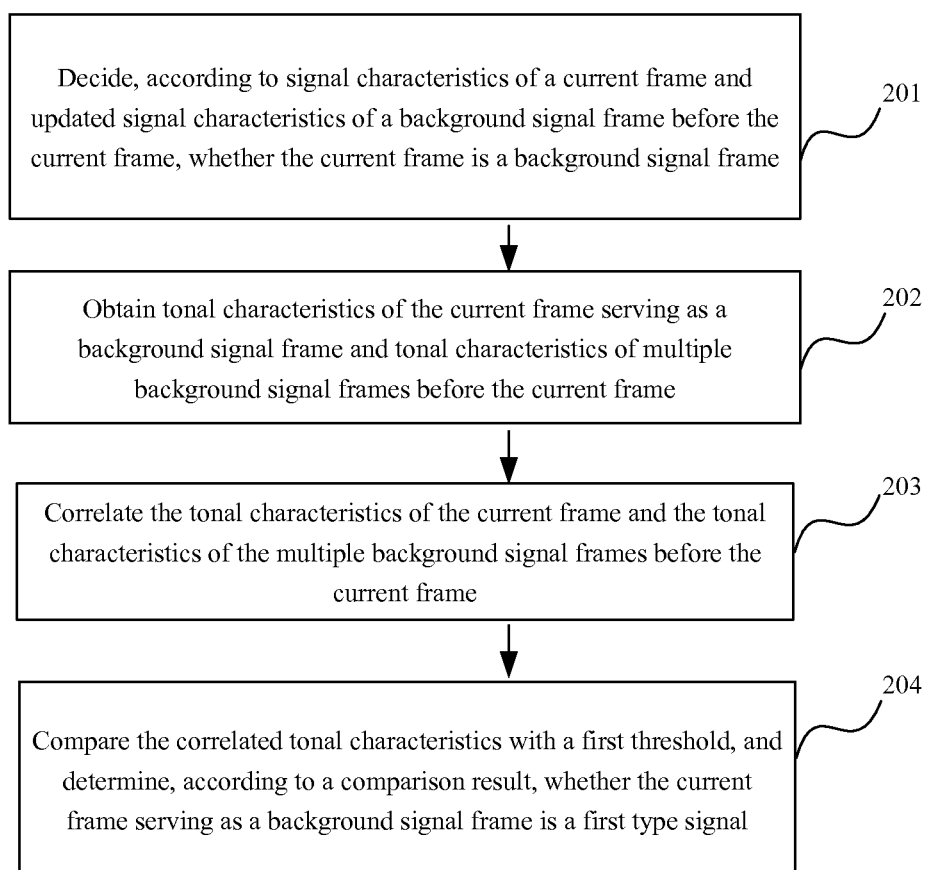 Decide, according to signal characteristics of a current frame and
updated signal characteristics of a background signal frame before the
current frame, whether the current frame is a background signal frame
201
Obtain tonal characteristics of the current frame serving as a
background signal frame and tonal characteristics of multiple
background signal frames before the current frame
202
Correlate the tonal characteristics of the current frame and the tonal
characteristics of the multiple background signal frames before the
current frame
203
Compare the correlated tonal characteristics with a first threshold, and
determine, according to a comparison result, whether the current
frame serving as a background signal frame is a first type signal
204